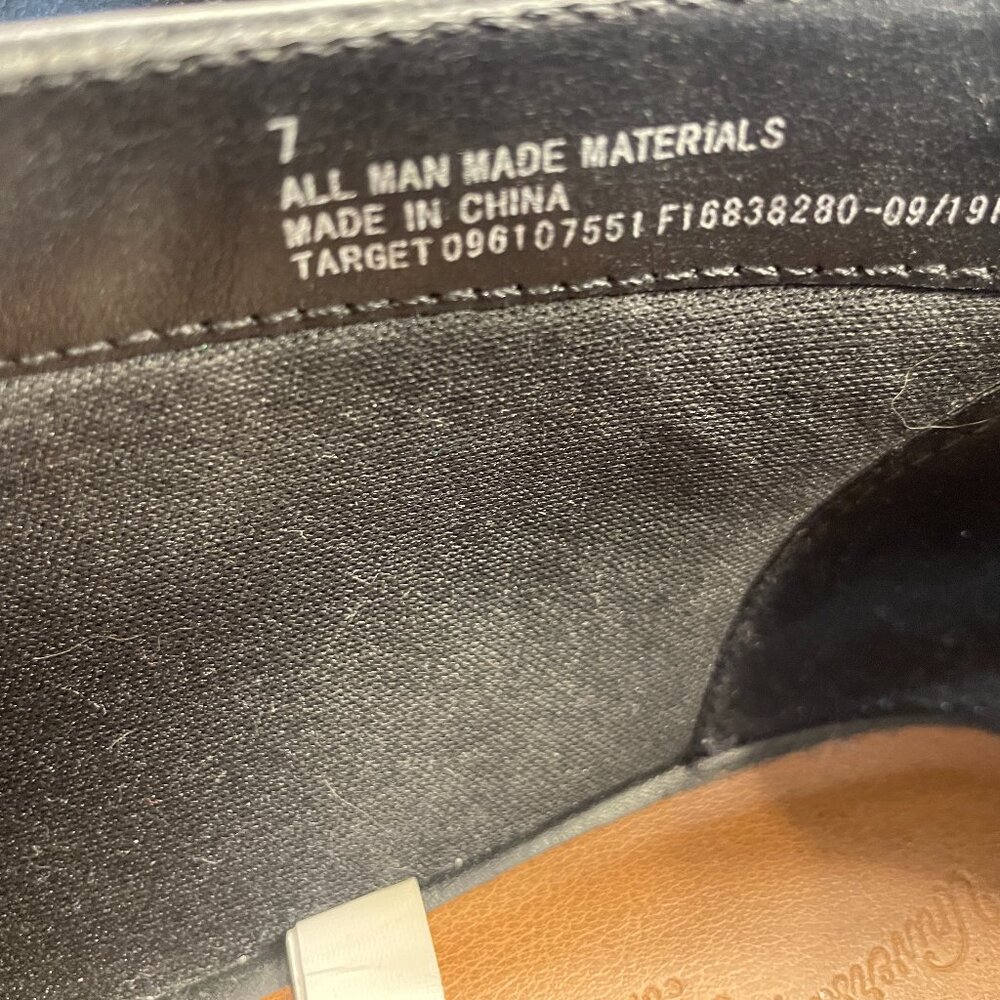 7
ALL MAN MADE MATERIALS
MADE IN CHINA
TARGET 096107551 F16838280-09/19